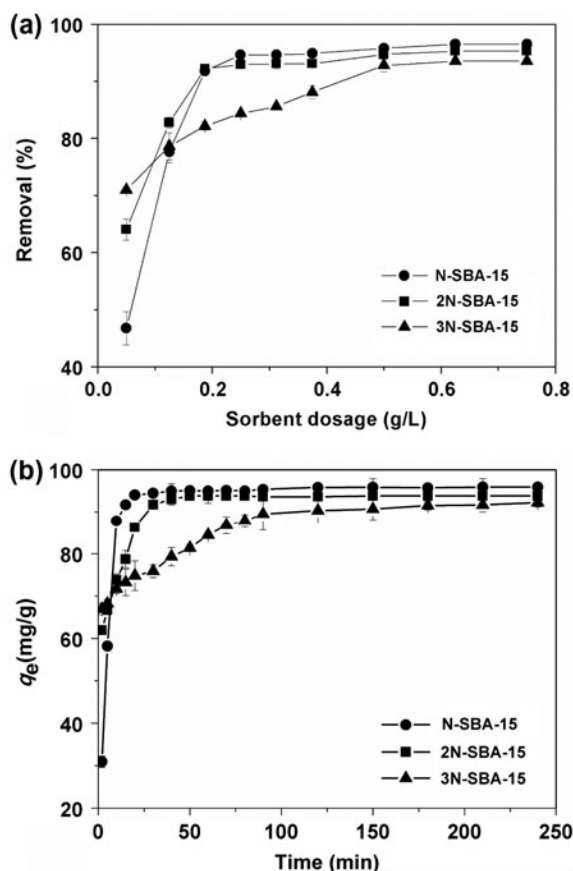 (a)
100
80
60
40
Removal (%)
N-SBA-15
2N-SBA-15
3N-SBA-15
0.0 0.2 0.4 0.6 0.8
Sorbent dosage (g/L)
(b)
100
80
60
40
20
qe(mg/g)
N-SBA-15
2N-SBA-15
3N-SBA-15
0 50 100 150 200 250
Time (min)